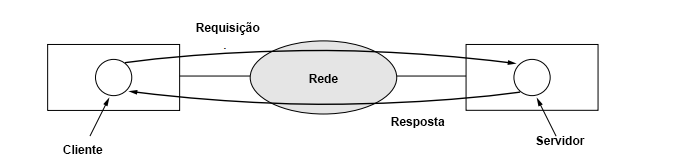 Requisição
Rede
Resposta
Cliente
Servidor